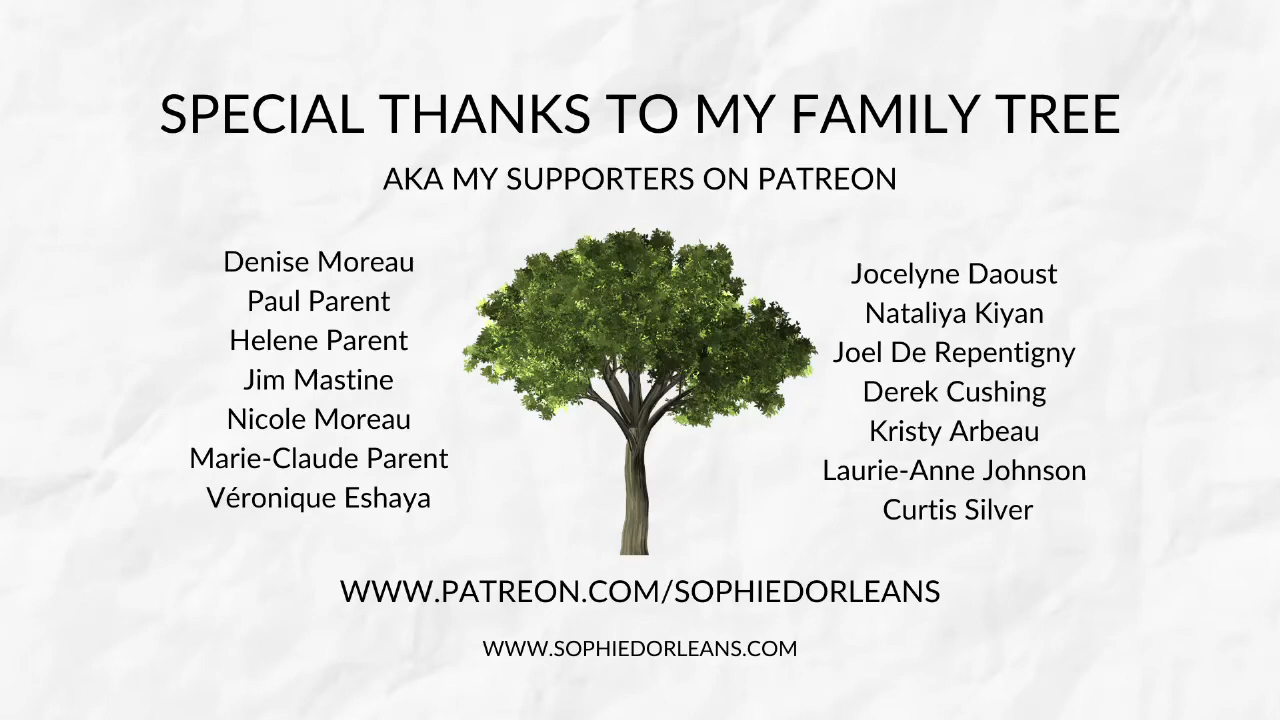 SPECIAL THANKS TO MY FAMILY TREE
AKA MY SUPPORTERS ON PATREON
Denise Moreau
Paul Parent
Helene Parent
Jim Mastine
Nicole Moreau
Marie-Claude Parent
Véronique Eshaya
Jocelyne Daoust
Nataliya Kiyan
Joel De Repentigny
Derek Cushing
Kristy Arbeau
Laurie-Anne Johnson
Curtis Silver
WWW.PATREON.COM/SOPHIEDORLEANS
WWW.SOPHIEDORLEANS.COM